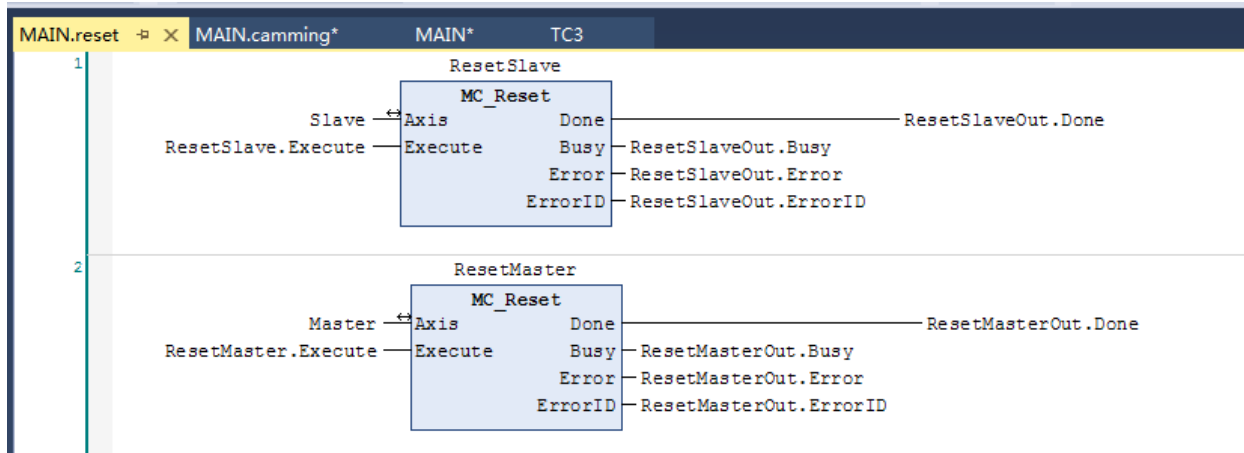 MAIN.reset MAIN.camming* MAIN* TC3
1
ResetSlave
MC_Reset
Slave Axis Done ResetSlaveOut.Done
ResetSlave.Execute Execute Busy ResetSlaveOut.Busy
Error ResetSlaveOut.Error
ErrorID ResetSlaveOut.ErrorID
2
ResetMaster
MC_Reset
Master Axis Done ResetMasterOut.Done
ResetMaster.Execute Execute Busy ResetMasterOut.Busy
Error ResetMasterOut.Error
ErrorID ResetMasterOut.ErrorID